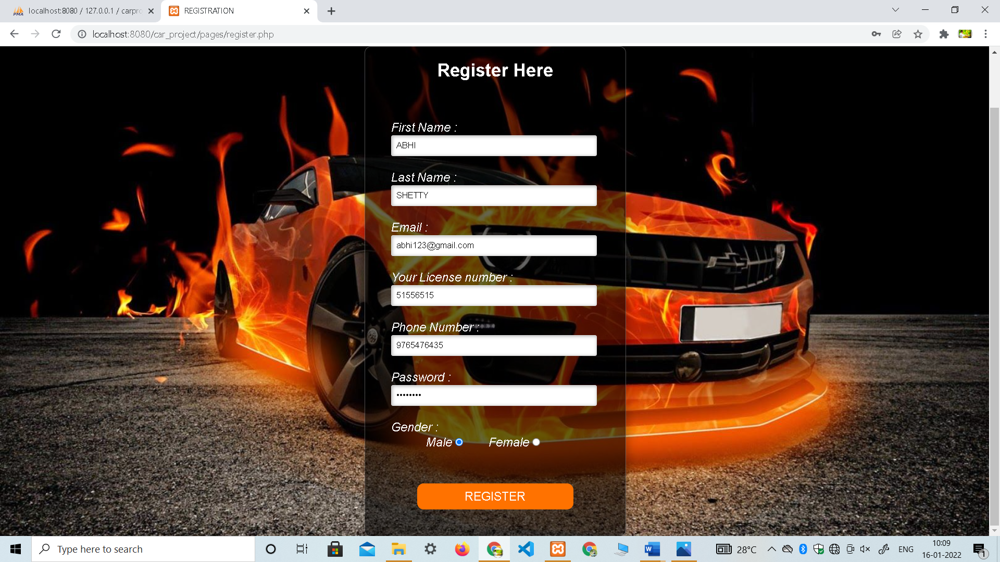 localhost:8080 / 127.0.0.1 / carpro
REGISTRATION
localhost:8080/car_project/pages/register.php
Register Here
First Name :
ABHI
Last Name :
SHETTY
Email :
abhi123@gmail.com
Your License number :
51556515
Phone Number :
9765476435
Password :
••••••••
Gender :
Male Female
REGISTER
Type here to search
28°C
ENG
10:09
16-01-2022
1